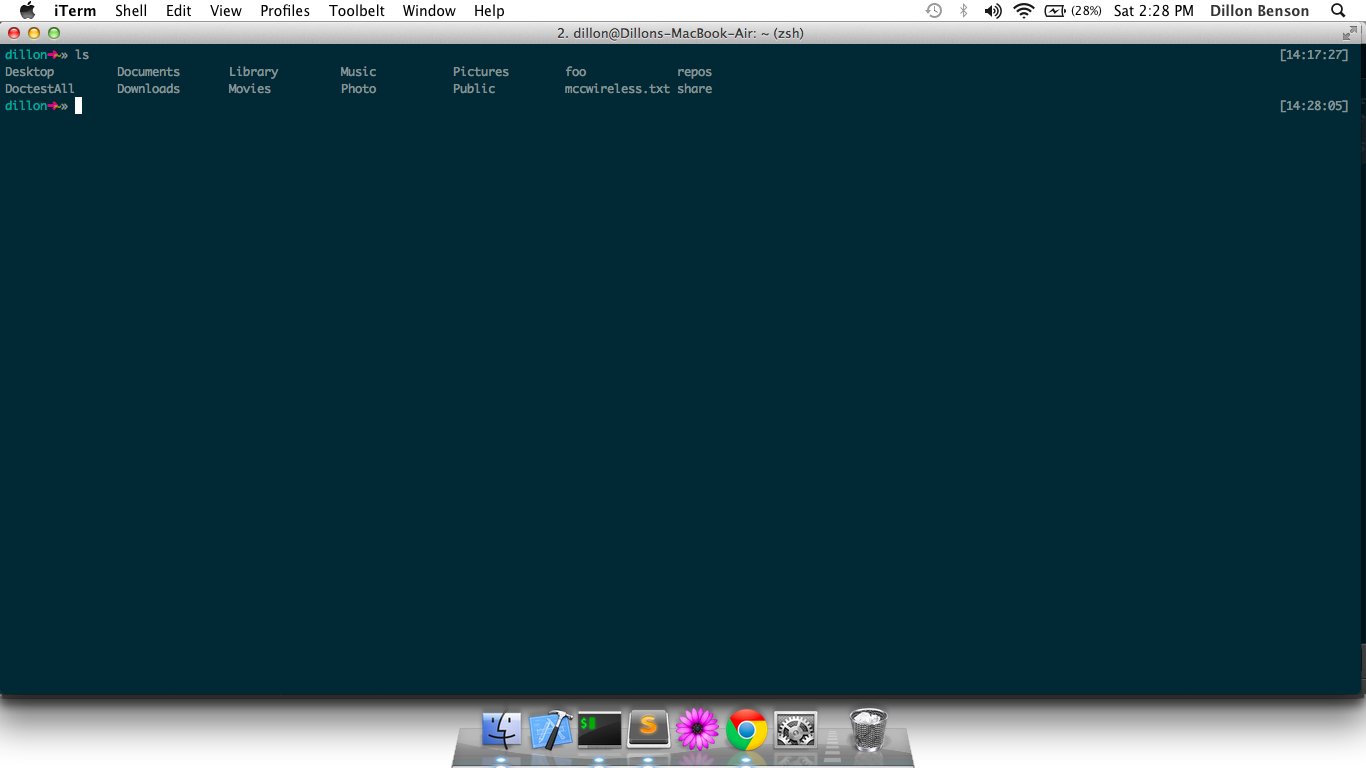 iTerm Shell Edit View Profiles Toolbelt Window Help (28%) Sat 2:28 PM Dillon Benson
2. dillon@Dillons-MacBook-Air: ~ (zsh)
dillon➜~» ls [14:17:27]
Desktop Documents Library Music Pictures foo repos
DoctestAll Downloads Movies Photo Public mccwireless.txt share
dillon➜~» [14:28:05]
$
S